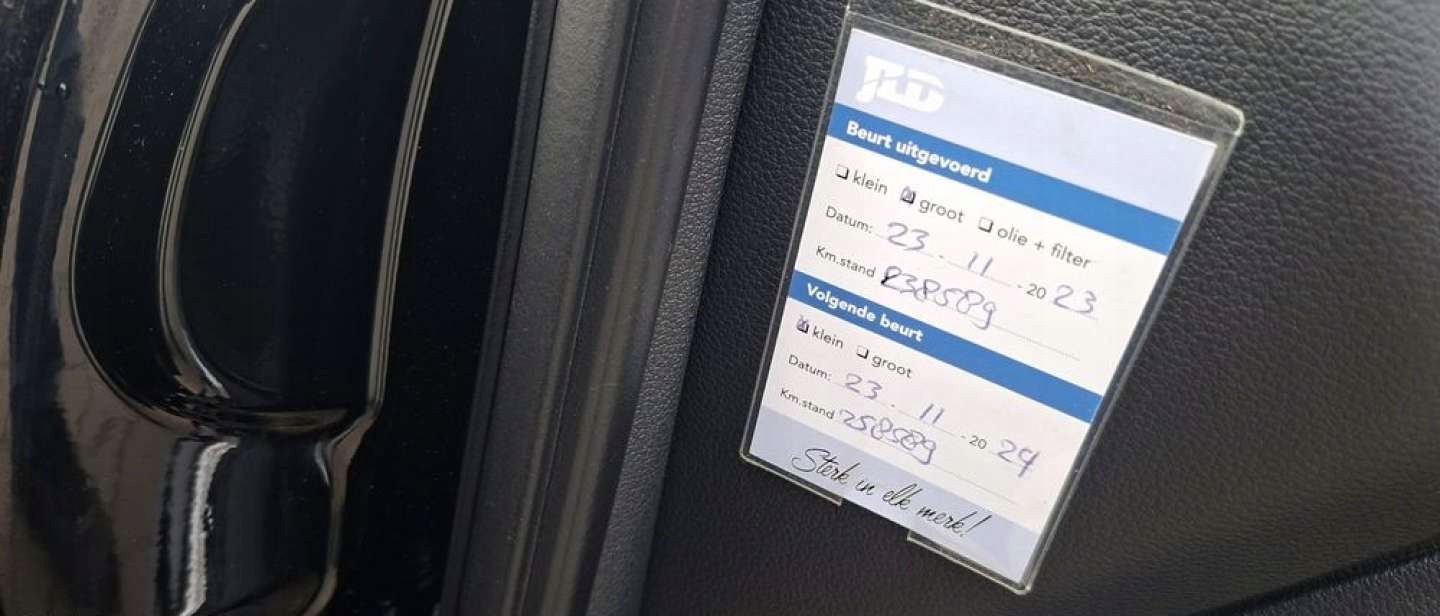 Beurt uitgevoerd
klein groot olie + filter
Datum: 23 - 11 - 20 23
Km.stand 238589
Volgende beurt
klein groot
Datum: 23 - 11 - 20 24
Km.stand 258589
Sterk in elk merk!